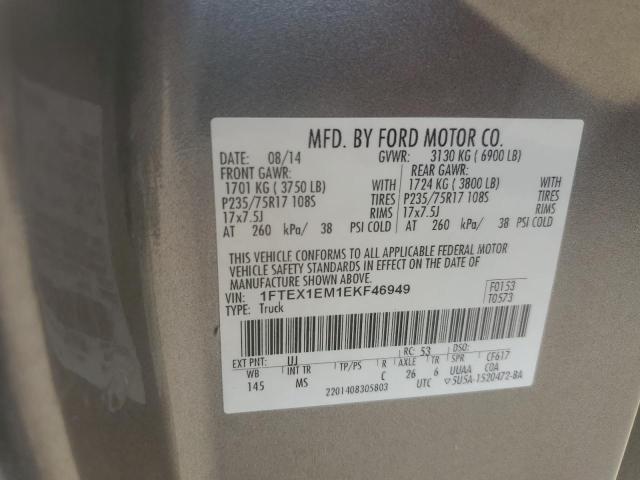 MFD. BY FORD MOTOR CO.
DATE: 08/14 GVWR: 3130 KG ( 6900 LB)
FRONT GAWR: REAR GAWR:
1701 KG ( 3750 LB) WITH 1724 KG ( 3800 LB) WITH
P235/75R17 108S TIRES P235/75R17 108S TIRES
17x7.5J RIMS 17x7.5J RIMS
AT 260 kPa/ 38 PSI COLD AT 260 kPa/ 38 PSI COLD
THIS VEHICLE CONFORMS TO ALL APPLICABLE FEDERAL MOTOR
VEHICLE SAFETY STANDARDS IN EFFECT ON THE DATE OF
MANUFACTURE SHOWN ABOVE.
VIN: 1FTEX1EM1EKF46949 F0153
TYPE: Truck T0573
EXT PNT: UJ RC: 53 DSO:
WB INT TR TP/PS R AXLE TR SPR CF617
145 MS C 26 6 UUAA COA
2201408305803 UTC ▽5U5A-1520472-BA